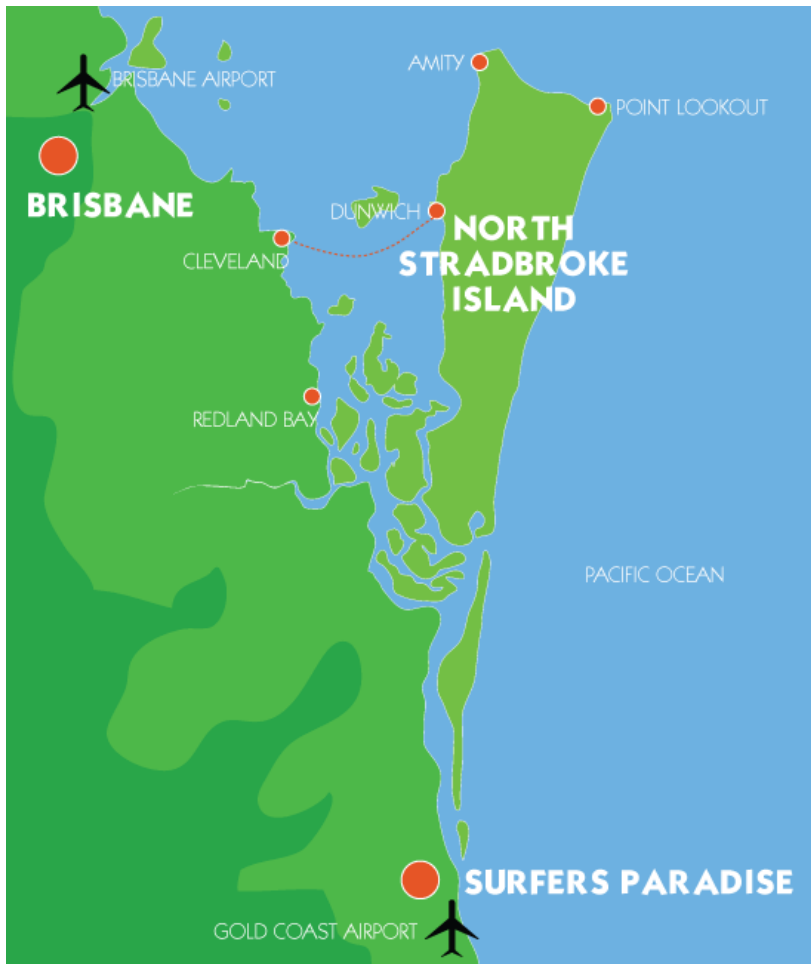 AMITY
BRISBANE AIRPORT
POINT LOOKOUT
BRISBANE
DUNWICH
NORTH
STRADBROKE
ISLAND
CLEVELAND
REDLAND BAY
PACIFIC OCEAN
SURFERS PARADISE
GOLD COAST AIRPORT